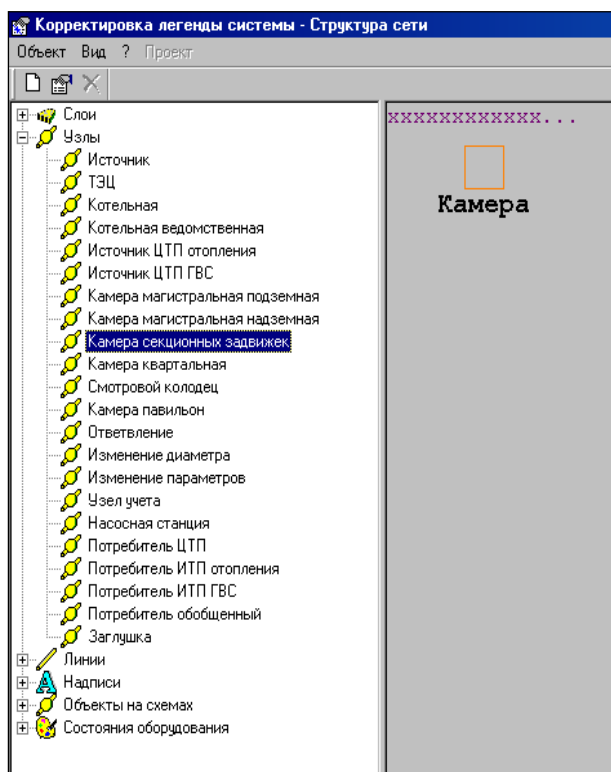 Корректировка легенды системы - Структура сети
Объект Вид ? Проект
Слои
xxxxxxxxxxxx...
Узлы
Источник
ТЭЦ
Котельная
Камера
Котельная ведомственная
Источник ЦТП отопления
Источник ЦТП ГВС
Камера магистральная подземная
Камера магистральная надземная
Камера секционных задвижек
Камера квартальная
Смотровой колодец
Камера павильон
Ответвление
Изменение диаметра
Изменение параметров
Узел учета
Насосная станция
Потребитель ЦТП
Потребитель ИТП отопления
Потребитель ИТП ГВС
Потребитель обобщенный
Заглушка
Линии
Надписи
Объекты на схемах
Состояния оборудования